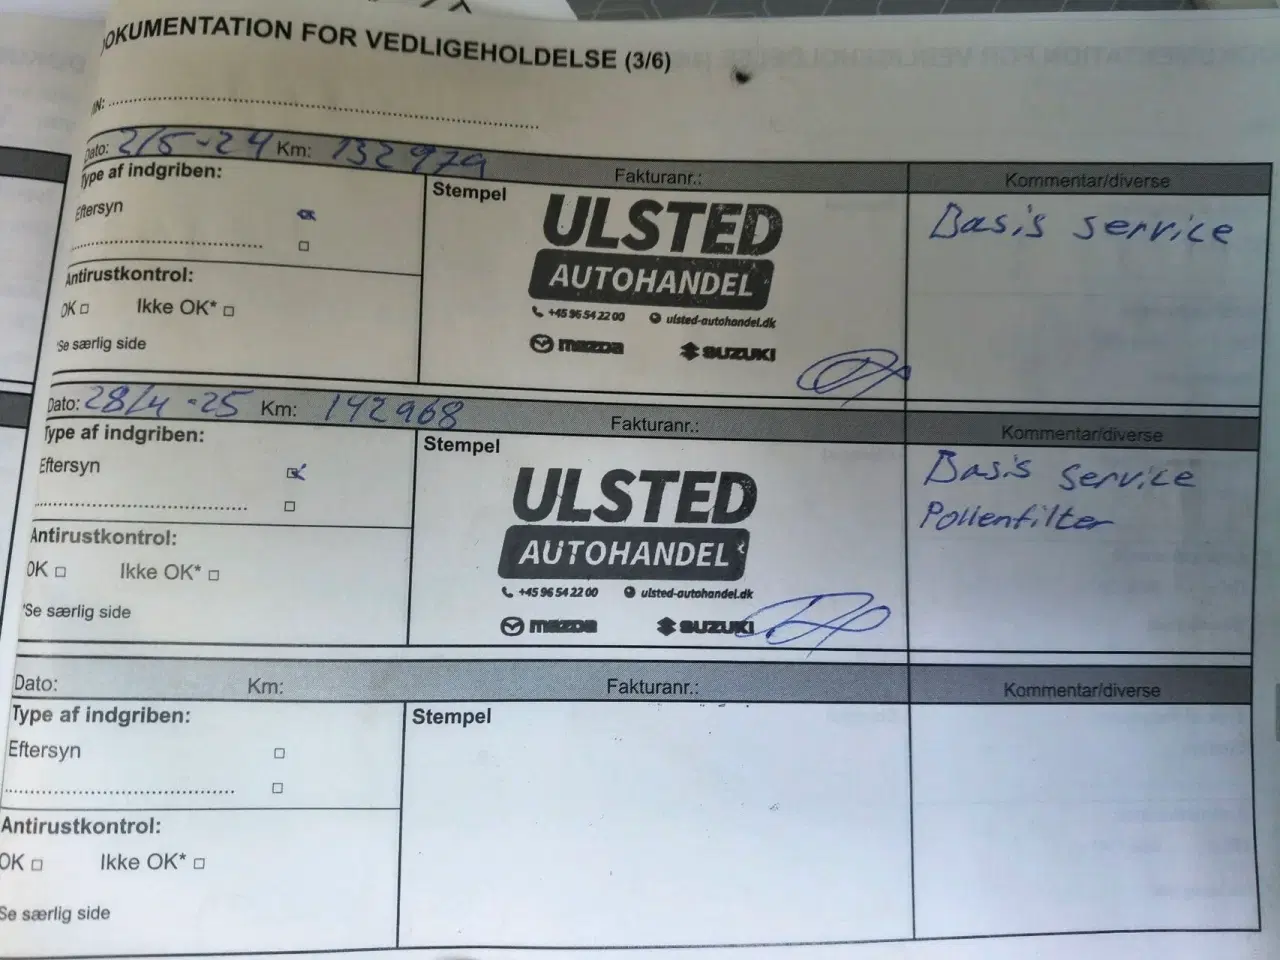 OKUMENTATION FOR VEDLIGEHOLDELSE (3/6)
IN: ....................
Dato: 2/5-24 Km: 132979 Fakturanr.: Kommentar/diverse
Type af indgriben:
Stempel
Eftersyn
Antirustkontrol:
OK Ikke OK*
*Se særlig side
ULSTED
AUTOHANDEL
+45 96 54 22 00 ulsted-autohandel.dk
mazda SUZUKI
Basis service
Dato: 28/4-25 Km: 142968 Fakturanr.: Kommentar/diverse
Type af indgriben:
Stempel
Eftersyn
Antirustkontrol:
OK Ikke OK*
*Se særlig side
ULSTED
AUTOHANDEL
+45 96 54 22 00 ulsted-autohandel.dk
mazda SUZUKI
Basis service
Pollenfilter
Dato: Km: Fakturanr.: Kommentar/diverse
Type af indgriben:
Stempel
Eftersyn
Antirustkontrol:
OK Ikke OK*
Se særlig side